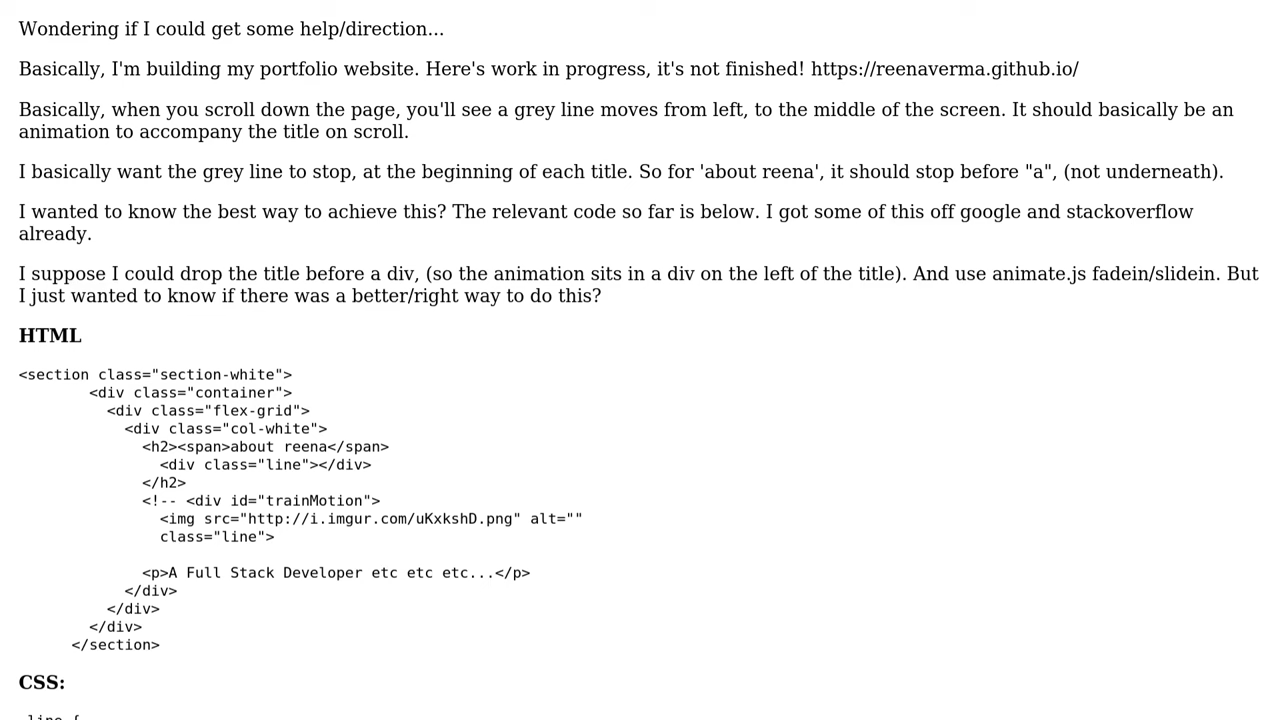 Wondering if I could get some help/direction...
Basically, I'm building my portfolio website. Here's work in progress, it's not finished! https://reenaverma.github.io/
Basically, when you scroll down the page, you'll see a grey line moves from left, to the middle of the screen. It should basically be an
animation to accompany the title on scroll.
I basically want the grey line to stop, at the beginning of each title. So for 'about reena', it should stop before "a", (not underneath).
I wanted to know the best way to achieve this? The relevant code so far is below. I got some of this off google and stackoverflow
already.
I suppose I could drop the title before a div, (so the animation sits in a div on the left of the title). And use animate.js fadein/slidein. But
I just wanted to know if there was a better/right way to do this?
HTML
<section class="section-white">
        <div class="container">
          <div class="flex-grid">
            <div class="col-white">
              <h2><span>about reena</span>
                <div class="line"></div>
              </h2>
              <!-- <div id="trainMotion">
                <img src="http://i.imgur.com/uKxkshD.png" alt=""
                class="line">
              <p>A Full Stack Developer etc etc etc...</p>
            </div>
          </div>
        </div>
      </section>
CSS:
.line {